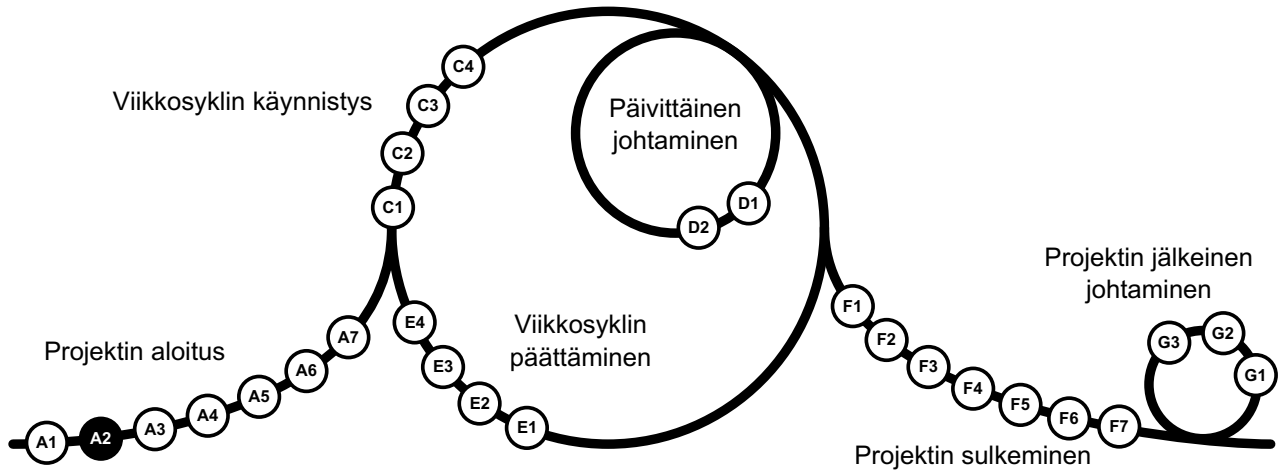 Viikkosyklin käynnistys
C4
C3
C2
C1
Päivittäinen
johtaminen
D1
D2
Projektin aloitus
A1
A2
A3
A4
A5
A6
A7
Viikkosyklin
päättäminen
E4
E3
E2
E1
F1
F2
F3
F4
F5
F6
F7
Projektin sulkeminen
Projektin jälkeinen
johtaminen
G3
G2
G1